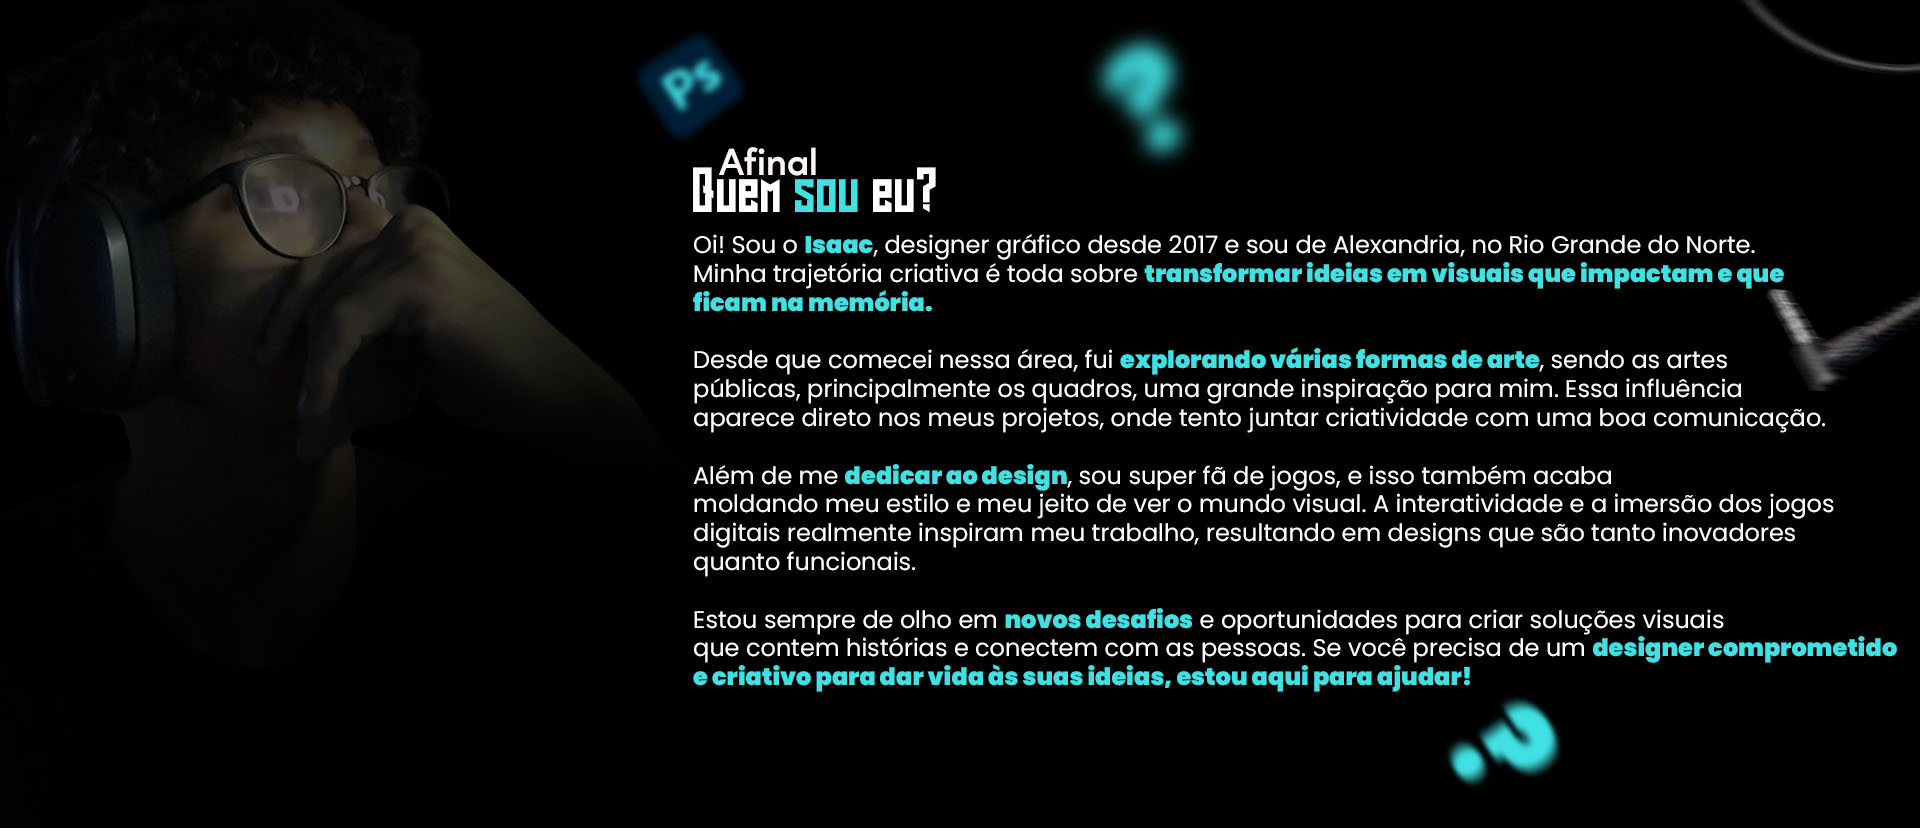 Ps
?
Afinal
Quem sou eu?
Oi! Sou o Isaac, designer gráfico desde 2017 e sou de Alexandria, no Rio Grande do Norte.
Minha trajetória criativa é toda sobre transformar ideias em visuais que impactam e que
ficam na memória.
Desde que comecei nessa área, fui explorando várias formas de arte, sendo as artes
públicas, principalmente os quadros, uma grande inspiração para mim. Essa influência
aparece direto nos meus projetos, onde tento juntar criatividade com uma boa comunicação.
Além de me dedicar ao design, sou super fã de jogos, e isso também acaba
moldando meu estilo e meu jeito de ver o mundo visual. A interatividade e a imersão dos jogos
digitais realmente inspiram meu trabalho, resultando em designs que são tanto inovadores
quanto funcionais.
Estou sempre de olho em novos desafios e oportunidades para criar soluções visuais
que contem histórias e conectem com as pessoas. Se você precisa de um designer comprometido
e criativo para dar vida às suas ideias, estou aqui para ajudar!
?